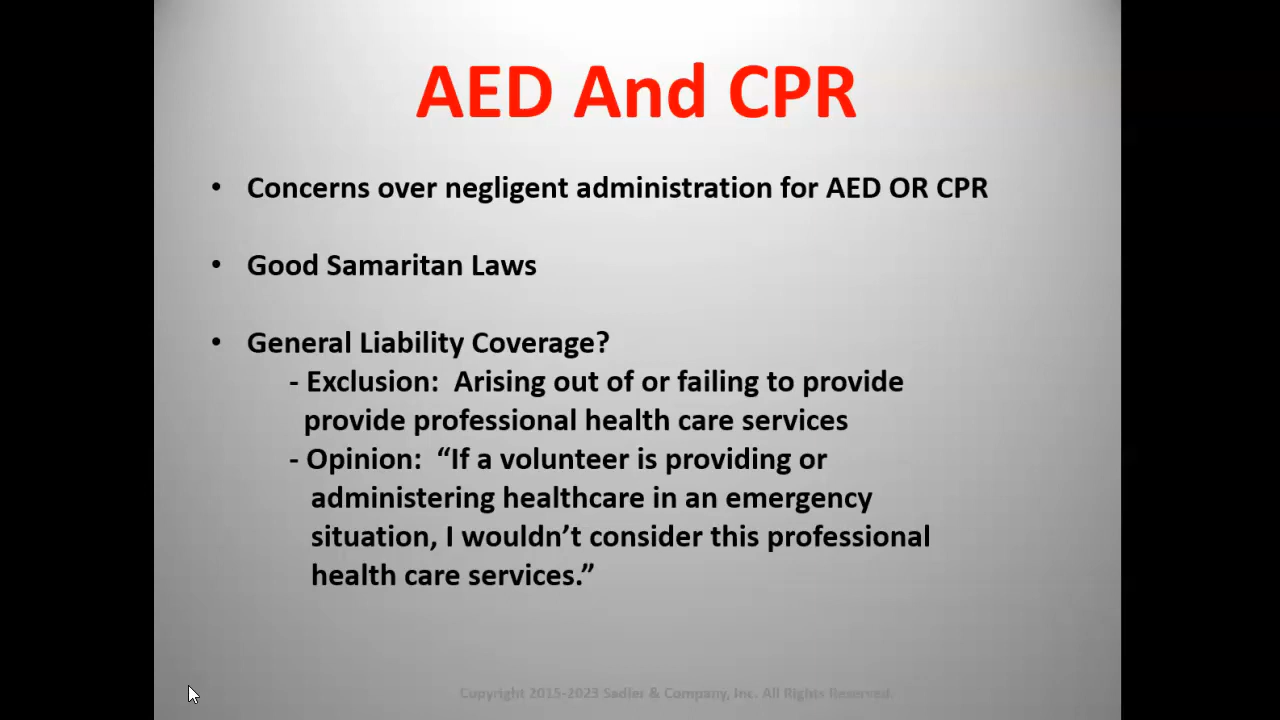 AED And CPR
• Concerns over negligent administration for AED OR CPR
• Good Samaritan Laws
• General Liability Coverage?
- Exclusion:  Arising out of or failing to provide
provide professional health care services
- Opinion:  “If a volunteer is providing or
administering healthcare in an emergency
situation, I wouldn’t consider this professional
health care services.”
Copyright 2015-2023 Sadler & Company, Inc. All Rights Reserved.